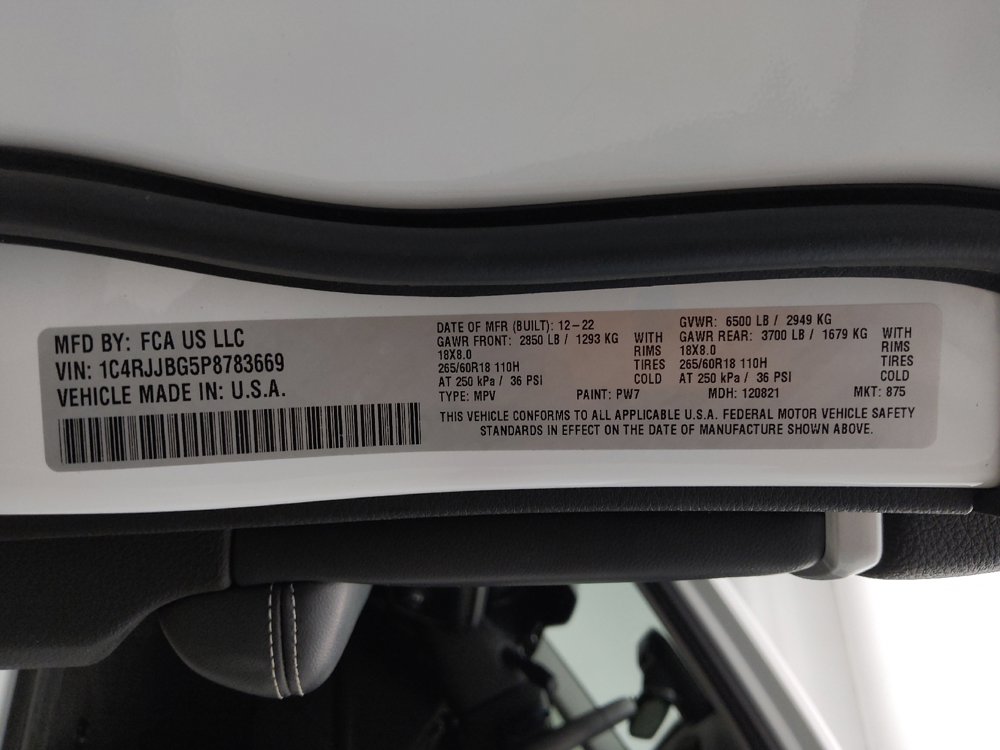 MFD BY: FCA US LLC
VIN: 1C4RJJBG5P8783669
VEHICLE MADE IN: U.S.A.
DATE OF MFR (BUILT): 12-22
GAWR FRONT: 2850 LB / 1293 KG WITH
18X8.0 RIMS
265/60R18 110H TIRES
AT 250 kPa / 36 PSI COLD
GVWR: 6500 LB / 2949 KG
GAWR REAR: 3700 LB / 1679 KG WITH
18X8.0 RIMS
265/60R18 110H TIRES
AT 250 kPa / 36 PSI COLD
TYPE: MPV PAINT: PW7 MDH: 120821 MKT: 875
THIS VEHICLE CONFORMS TO ALL APPLICABLE U.S.A. FEDERAL MOTOR VEHICLE SAFETY
STANDARDS IN EFFECT ON THE DATE OF MANUFACTURE SHOWN ABOVE.